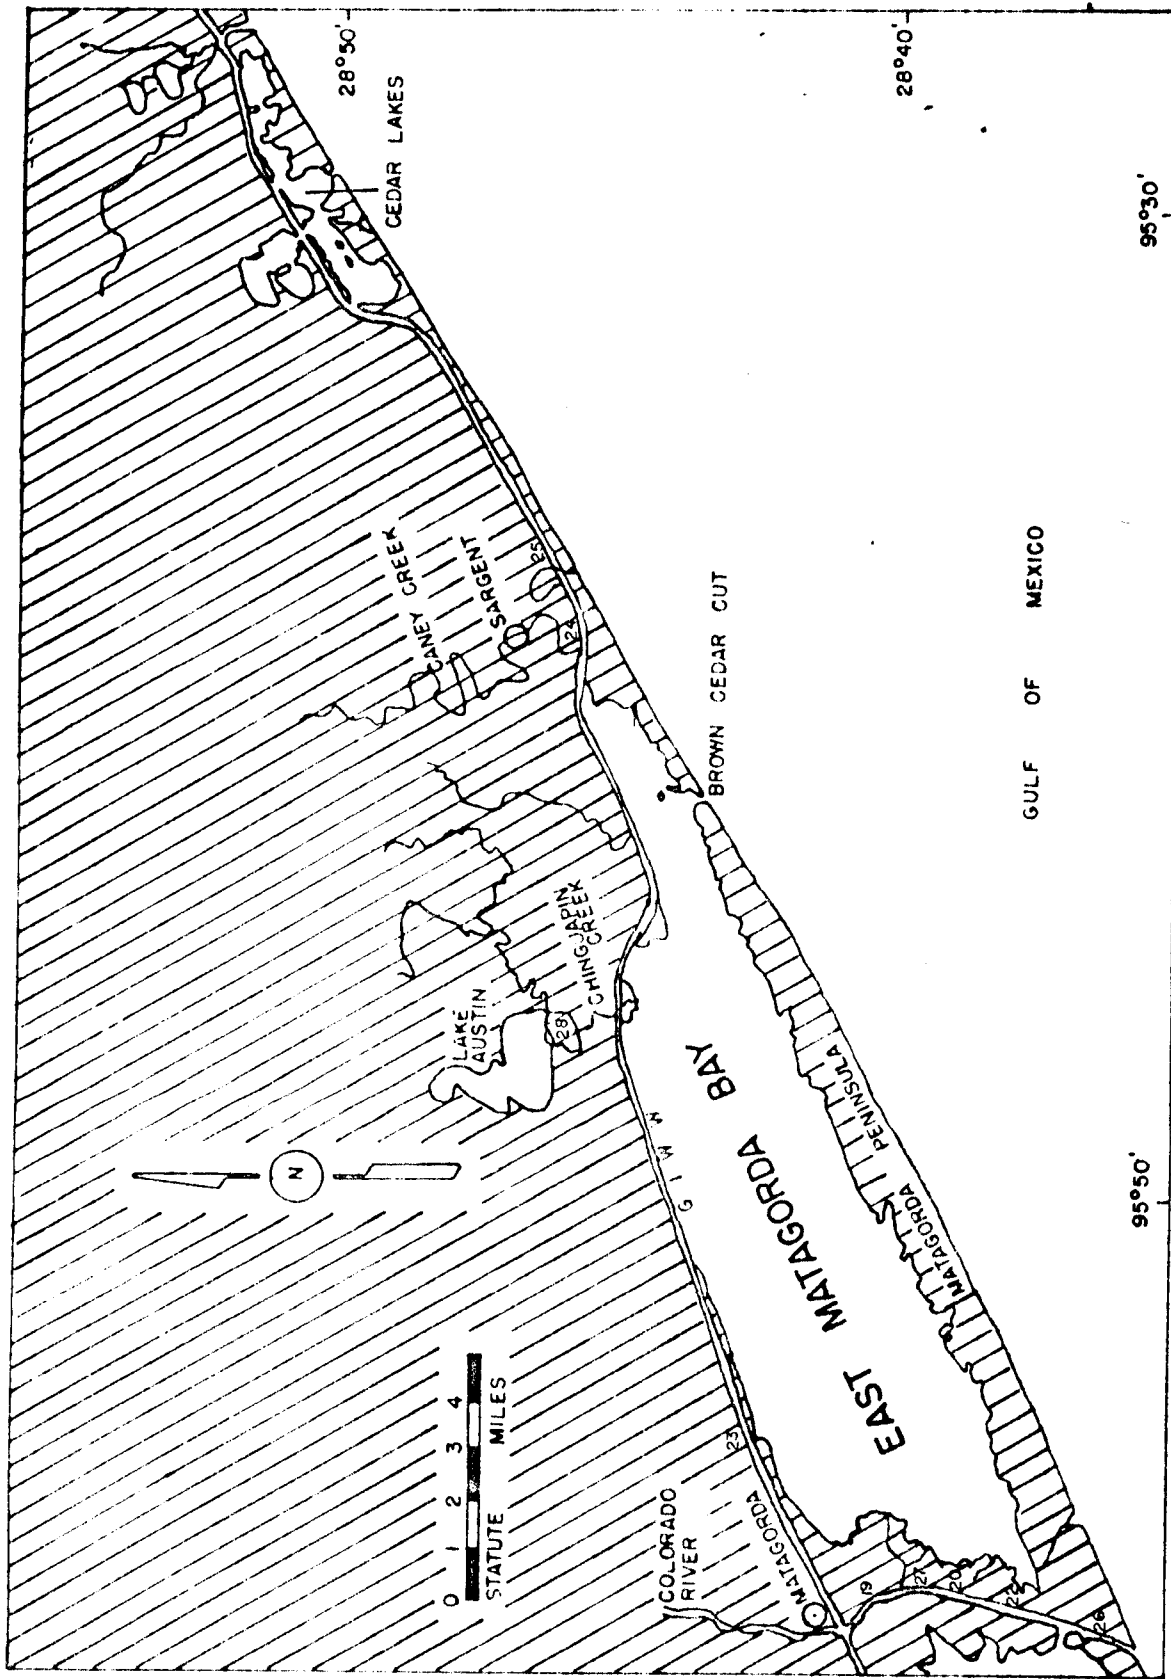 28°50'
28°40'
CEDAR LAKES
95°30'
CANEY CREEK
SARGENT
25
24
BROWN CEDAR CUT
GULF OF MEXICO
CHINQUAPIN
CREEK
LAKE
AUSTIN
28
N
G I W W
EAST MATAGORDA BAY
MATAGORDA PENINSULA
95°50'
0 1 2 3 4
STATUTE MILES
23
COLORADO
RIVER
MATAGORDA
19
27
20
22
26